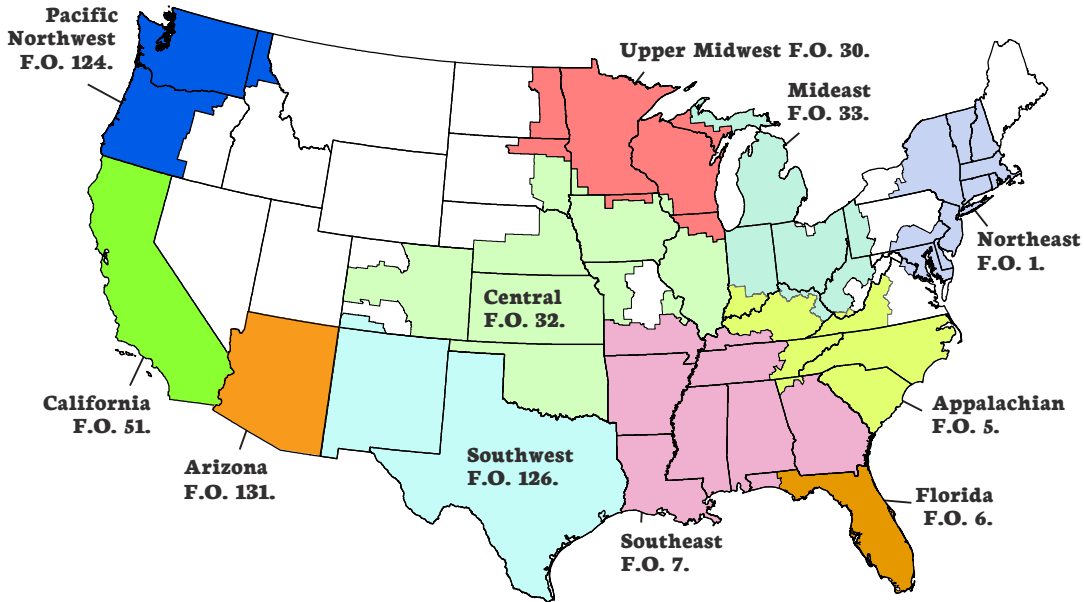 Pacific
Northwest
F.O. 124.
Upper Midwest F.O. 30.
Mideast
F.O. 33.
Northeast
F.O. 1.
Central
F.O. 32.
California
F.O. 51.
Appalachian
F.O. 5.
Arizona
F.O. 131.
Southwest
F.O. 126.
Florida
F.O. 6.
Southeast
F.O. 7.